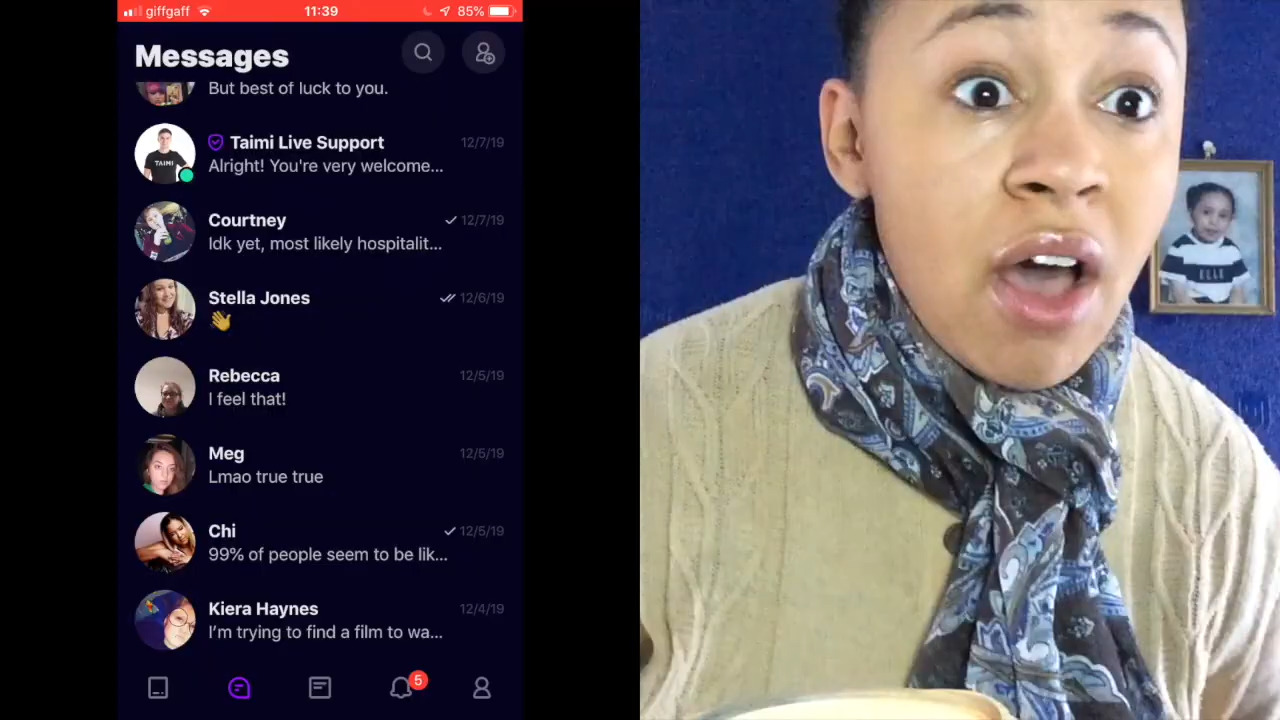 giffgaff 11:39 85%
Messages
But best of luck to you.
Taimi Live Support 12/7/19
TAIMI
Alright! You're very welcome...
Courtney 12/7/19
Idk yet, most likely hospitalit...
Stella Jones 12/6/19
Rebecca 12/5/19
I feel that!
Meg 12/5/19
Lmao true true
Chi 12/5/19
99% of people seem to be lik...
Kiera Haynes 12/4/19
I'm trying to find a film to wa...
5
ELLE